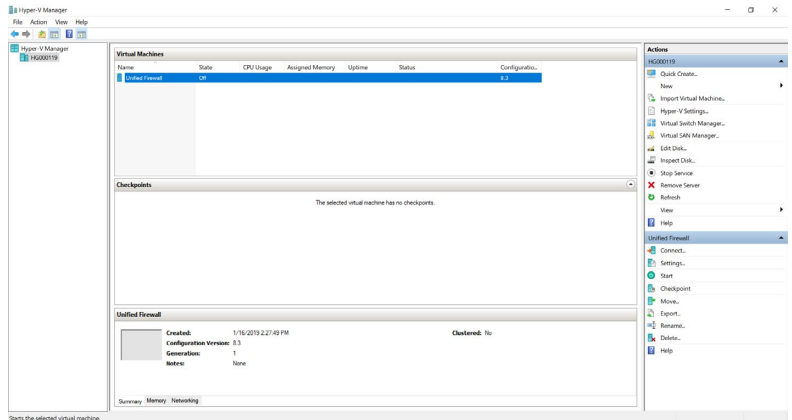 Hyper-V Manager
File Action View Help
Hyper-V Manager
HG000119
Virtual Machines
Name State CPU Usage Assigned Memory Uptime Status Configuratio...
Unified Firewall Off 8.3
Checkpoints
The selected virtual machine has no checkpoints.
Unified Firewall
Created: 1/16/2019 2:27:49 PM Clustered: No
Configuration Version: 8.3
Generation: 1
Notes: None
Summary Memory Networking
Actions
HG000119
Quick Create...
New
Import Virtual Machine...
Hyper-V Settings...
Virtual Switch Manager...
Virtual SAN Manager...
Edit Disk...
Inspect Disk...
Stop Service
Remove Server
Refresh
View
Help
Unified Firewall
Connect...
Settings...
Start
Checkpoint
Move...
Export...
Rename...
Delete...
Help
Starts the selected virtual machine.